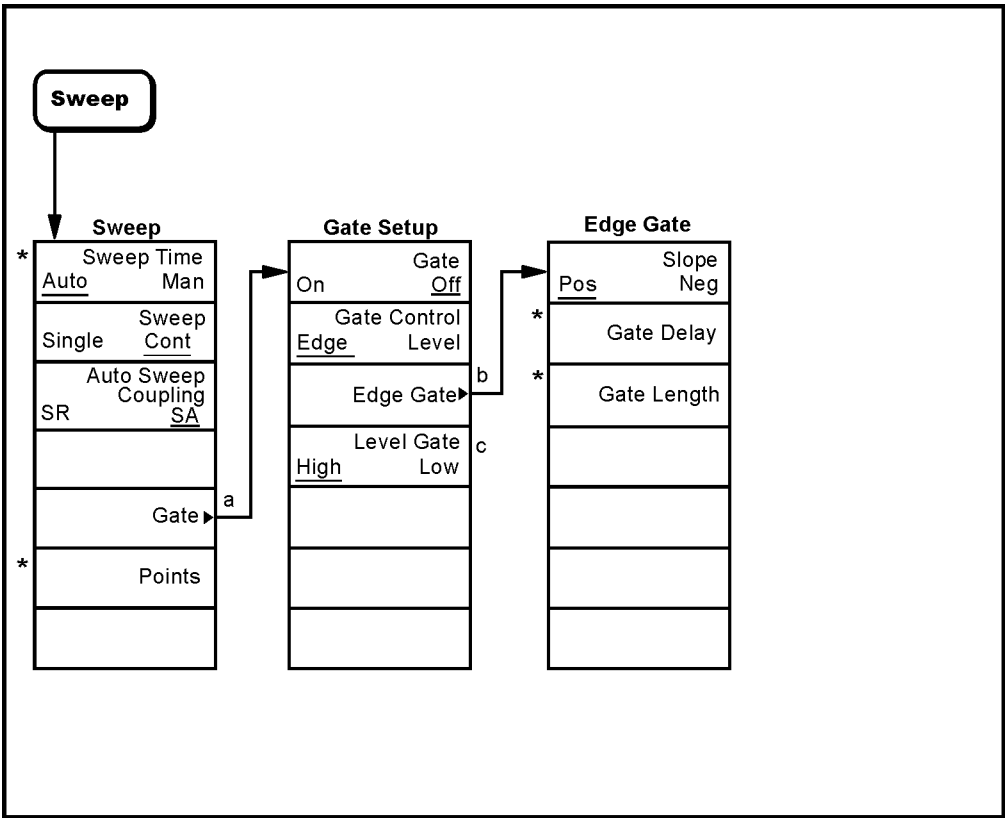 Sweep
Sweep
* Sweep Time
Auto Man
Sweep
Single Cont
Auto Sweep
Coupling
SR SA
Gate
a
* Points
Gate Setup
Gate
On Off
Gate Control
Edge Level
Edge Gate
b
Level Gate
c
High Low
Edge Gate
Slope
Pos Neg
* Gate Delay
* Gate Length